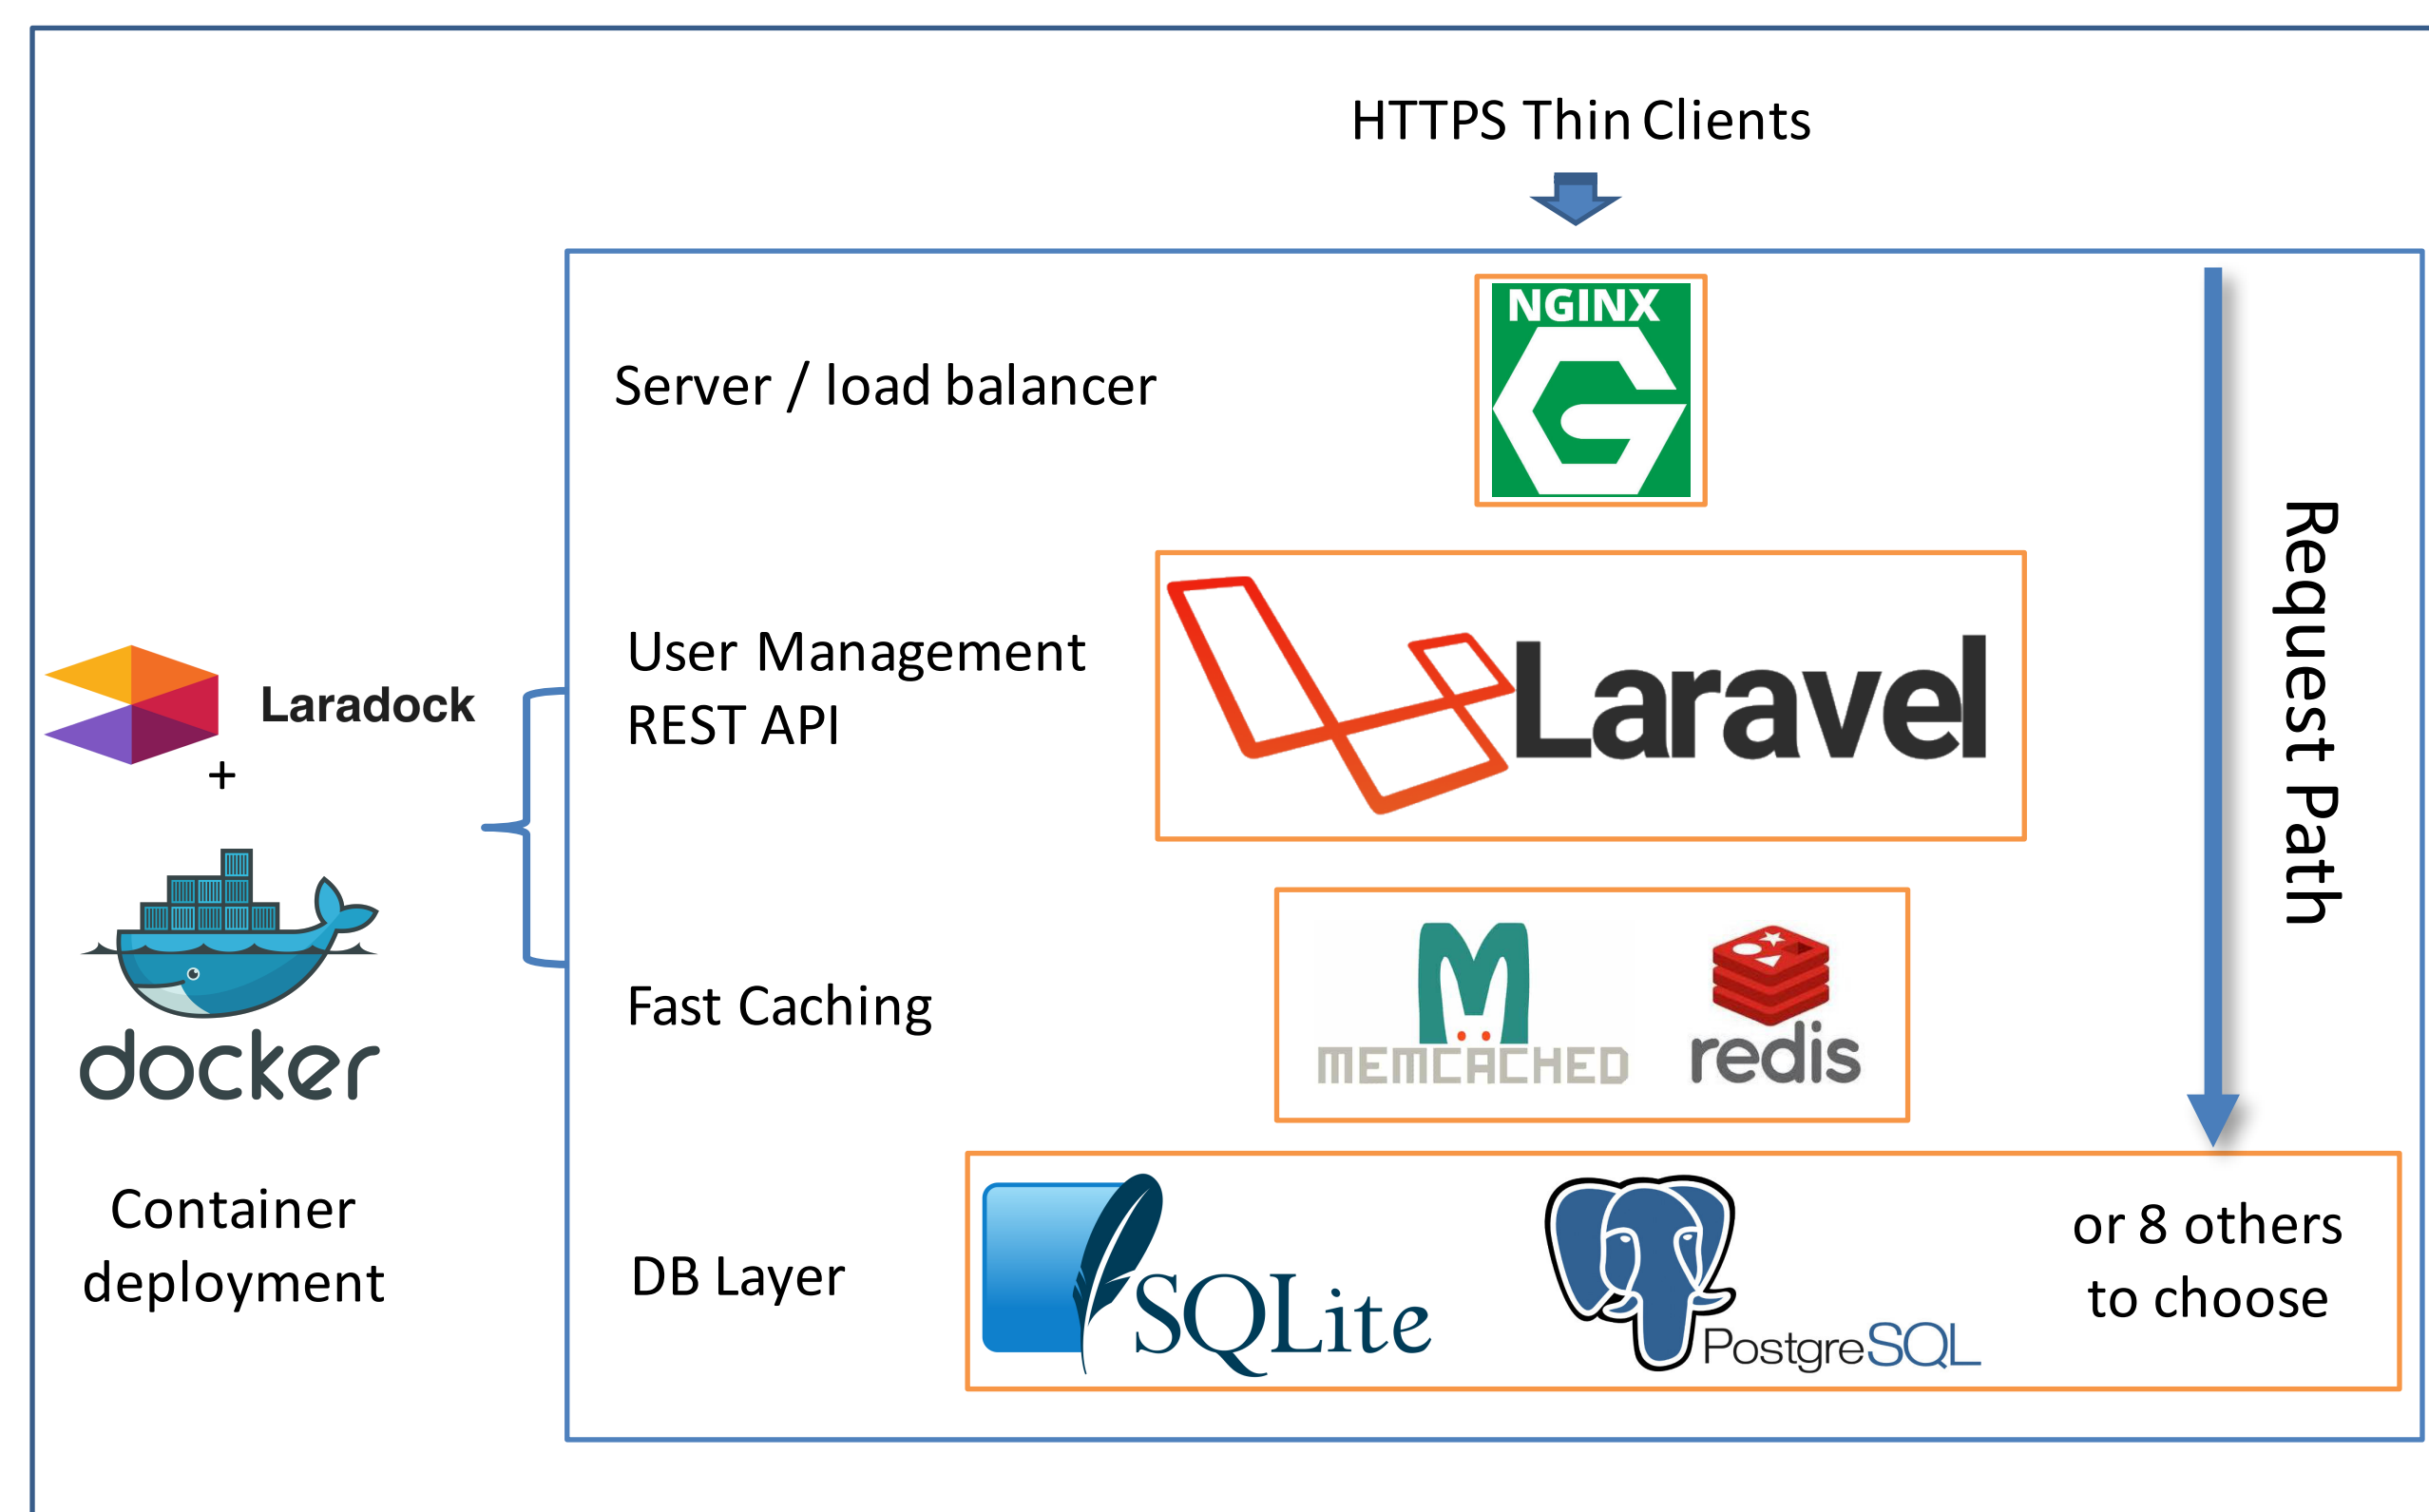 HTTPS Thin Clients
NGINX
Server / load balancer
User Management
REST API
Laravel
Request Path
Laradock
+
docker
Container
deployment
Fast Caching
MEMCACHED
redis
DB Layer
SQLite
PostgreSQL
or 8 others
to choose